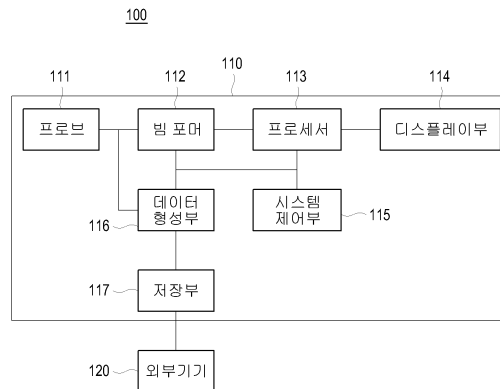 100
110
111
112
113
114
프로브
빔 포머
프로세서
디스플레이부
데이터
형성부
116
시스템
제어부
115
117
저장부
120
외부기기